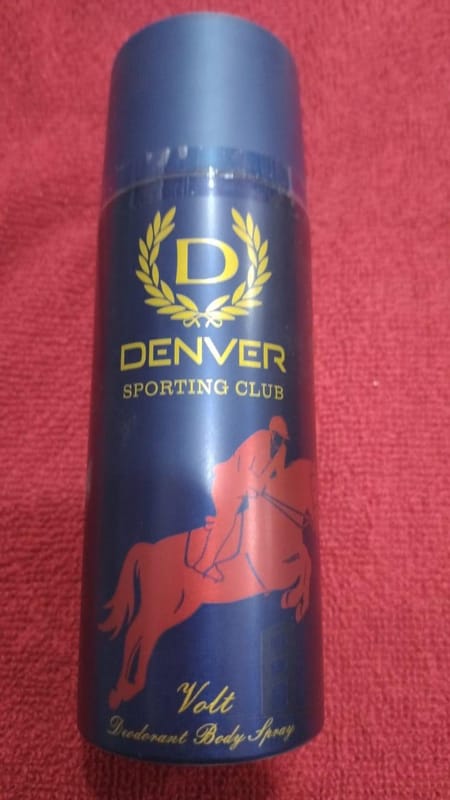 D
DENVER
SPORTING CLUB
Volt
Deodorant Body Spray